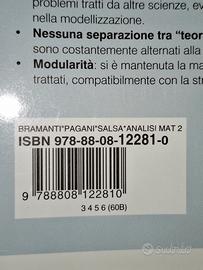 problemi tratti da altre scienze, ev
nella modellizzazione.
• Nessuna separazione tra "teor
sono costantemente alternati alla
• Modularità: si è mantenuta la ma
trattati, compatibilmente con la str
BRAMANTI*PAGANI*SALSA*ANALISI MAT 2
ISBN 978-88-08-12281-0
9 788808 122810
3 4 5 6 (60B)
Subito.it